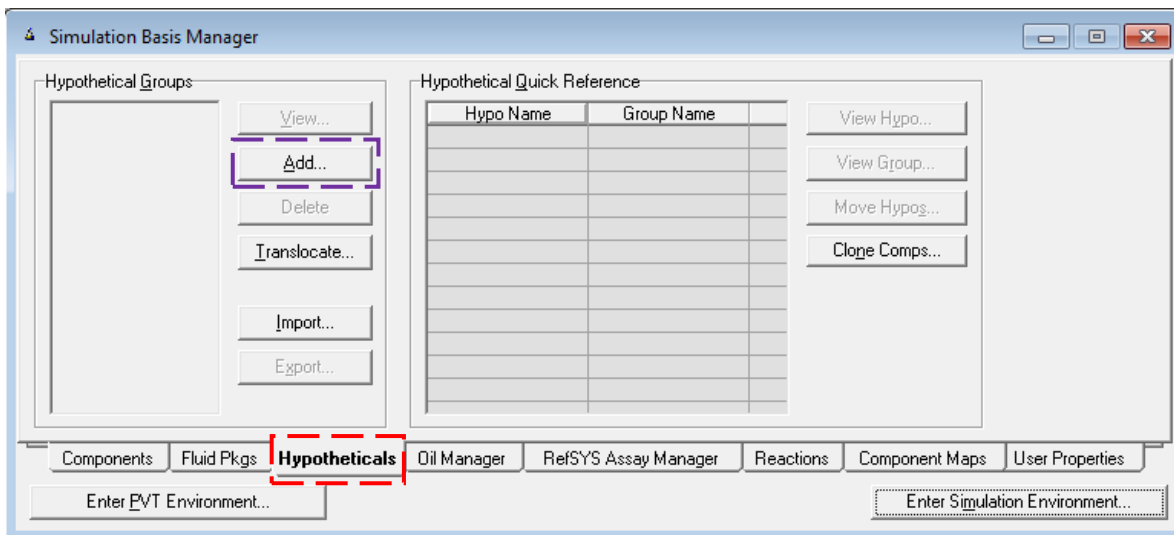 Simulation Basis Manager
Hypothetical Groups
View...
Add...
Delete
Translocate...
Import...
Export...
Hypothetical Quick Reference
Hypo Name Group Name
View Hypo...
View Group...
Move Hypos...
Clone Comps...
Components Fluid Pkgs Hypotheticals Oil Manager RefSYS Assay Manager Reactions Component Maps User Properties
Enter PVT Environment... Enter Simulation Environment...